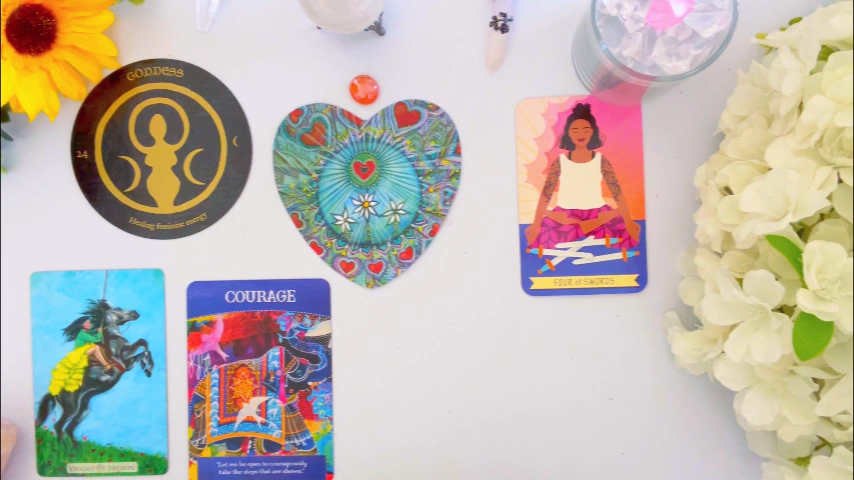 GODDESS
24
Healing Feminine energy
FOUR of SWORDS
COURAGE
"Let me be open to courageously
take the steps that are shown."